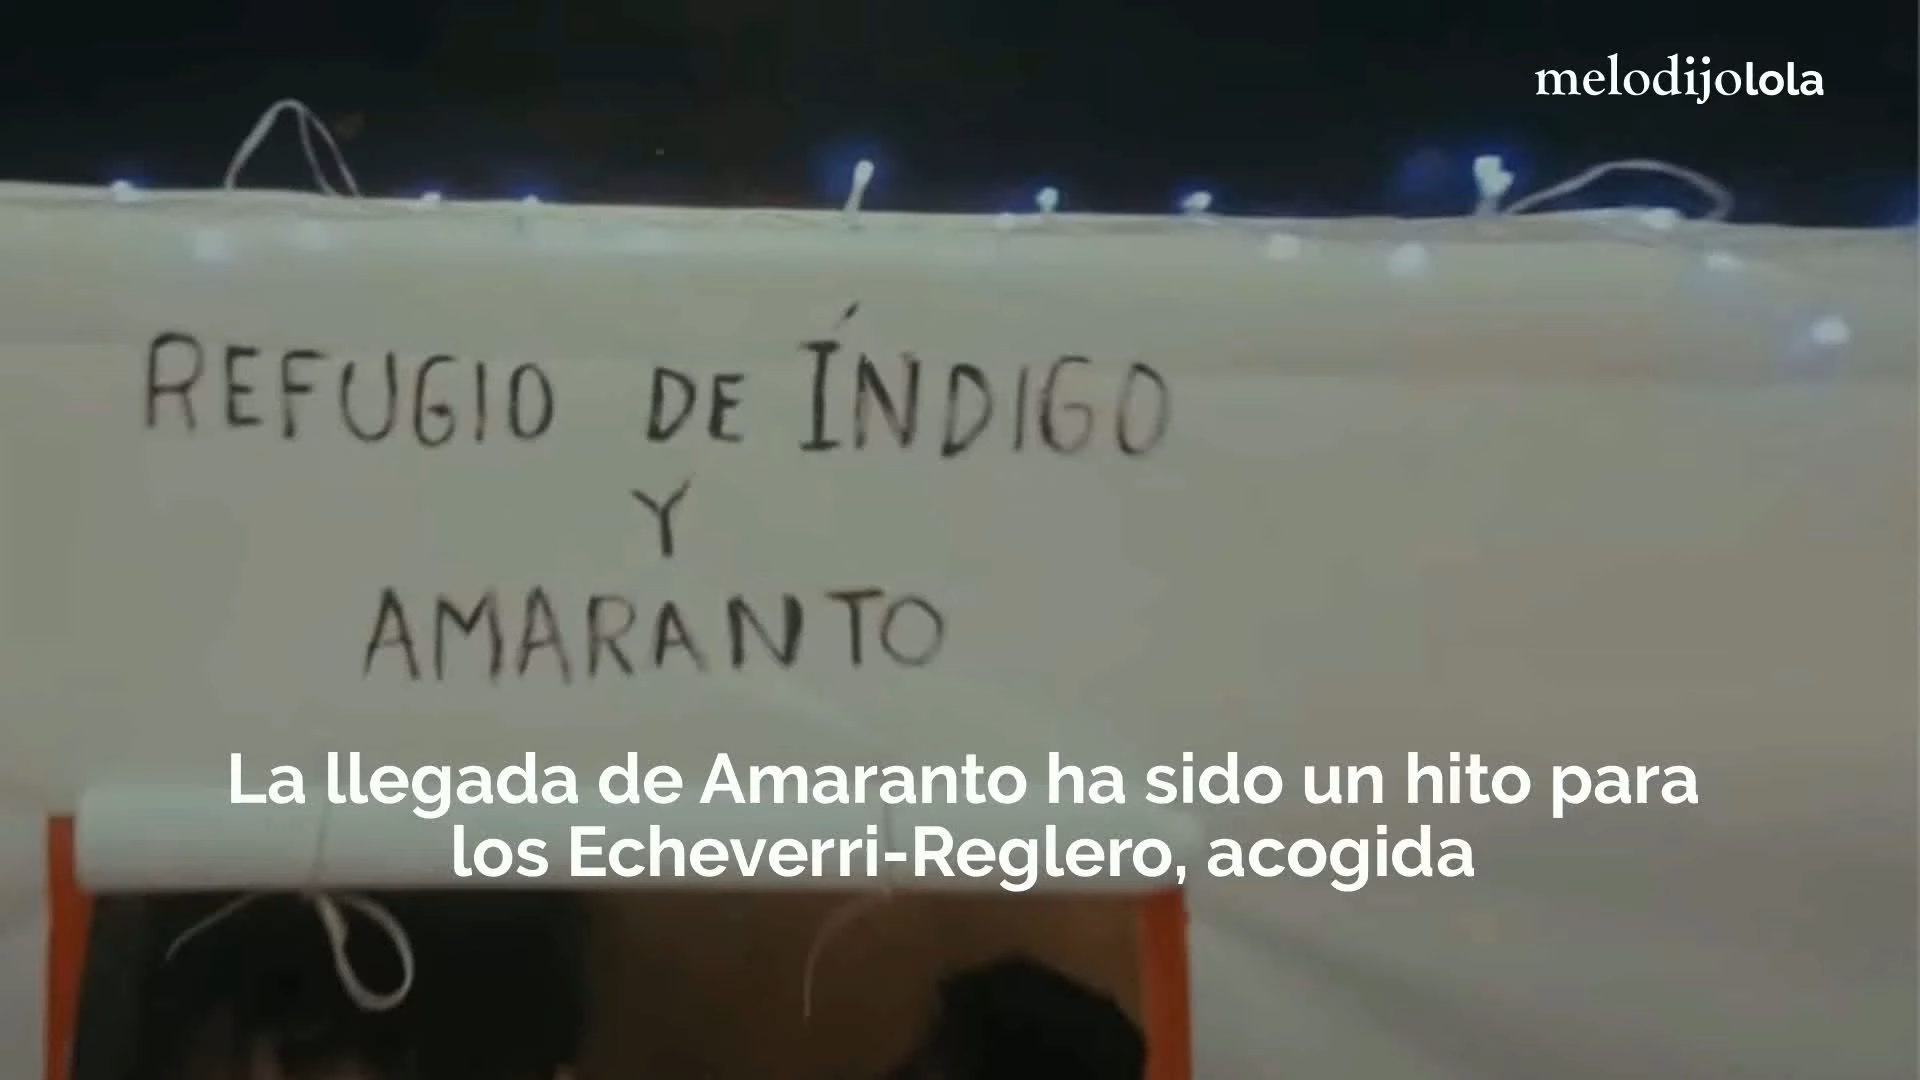 melodijolola
REFUGIO DE ÍNDIGO
Y
AMARANTO
La llegada de Amaranto ha sido un hito para
los Echeverri-Reglero, acogida